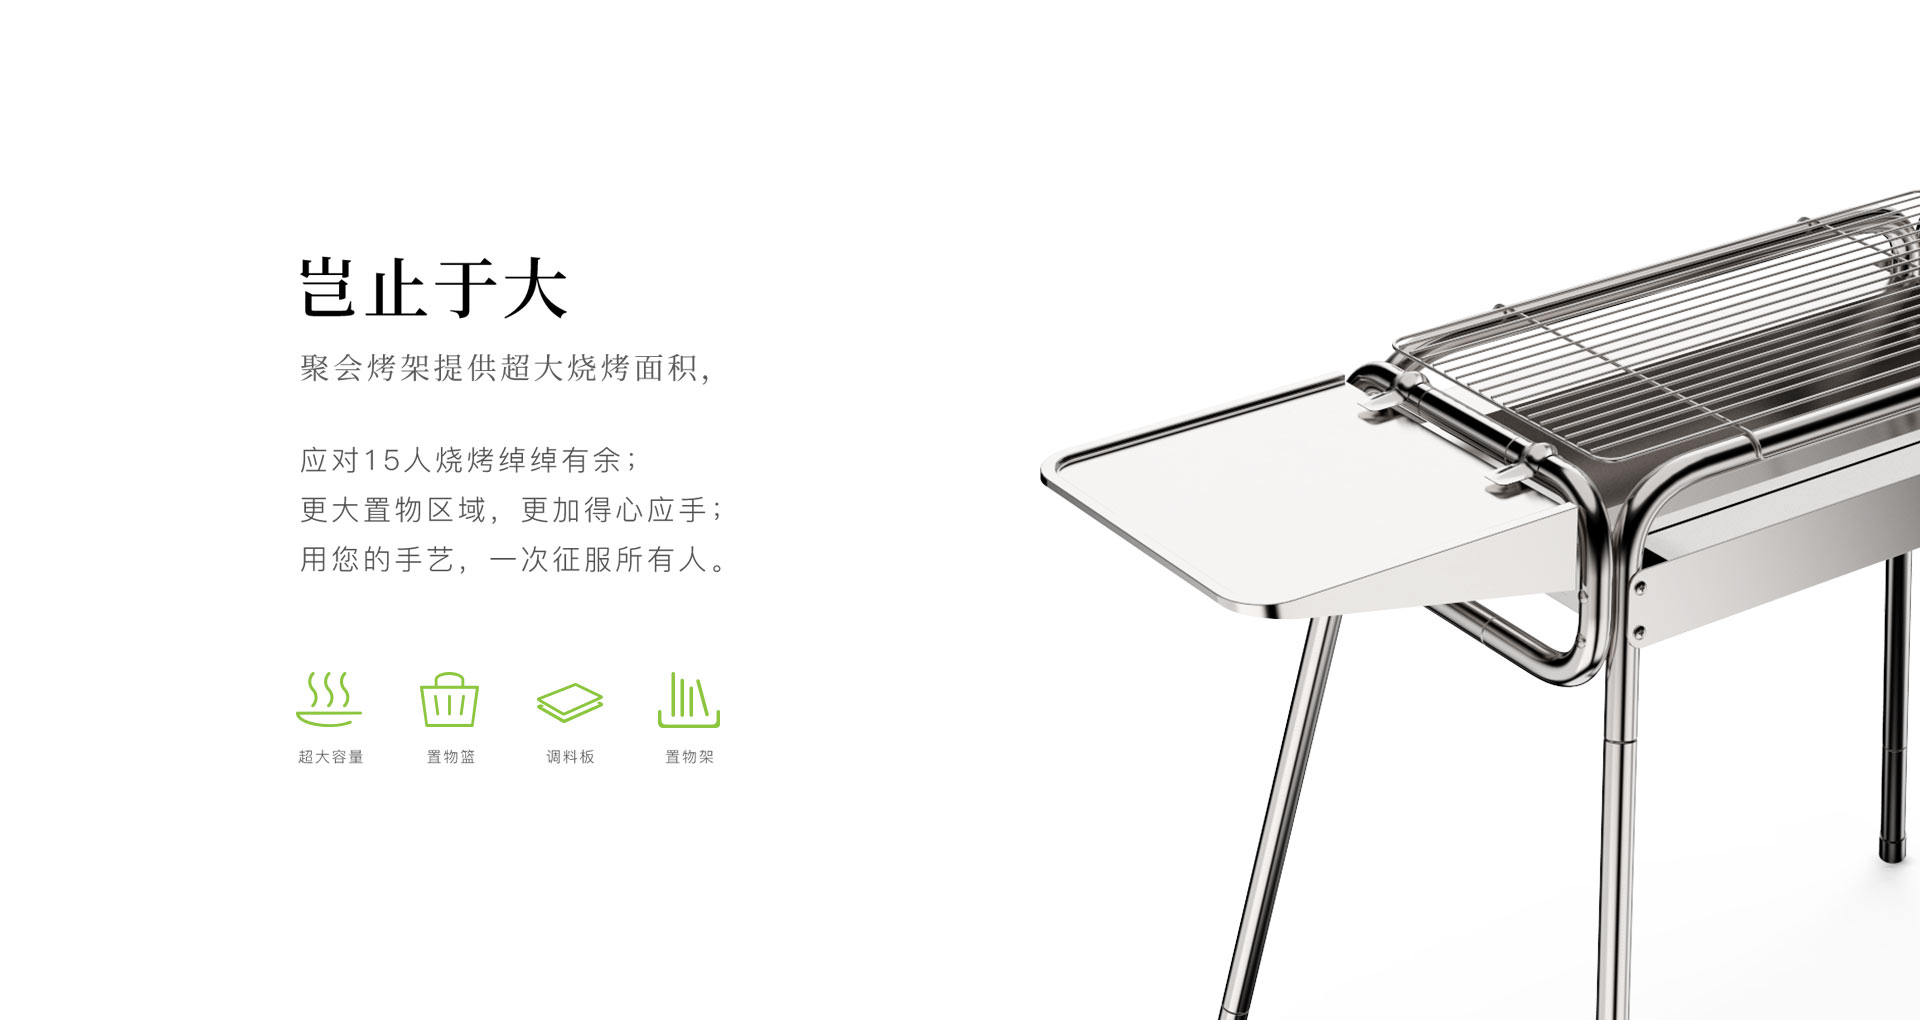 岂止于大
聚会烤架提供超大烧烤面积，
应对15人烧烤绰绰有余；
更大置物区域，更加得心应手；
用您的手艺，一次征服所有人。
超大容量
置物篮
调料板
置物架